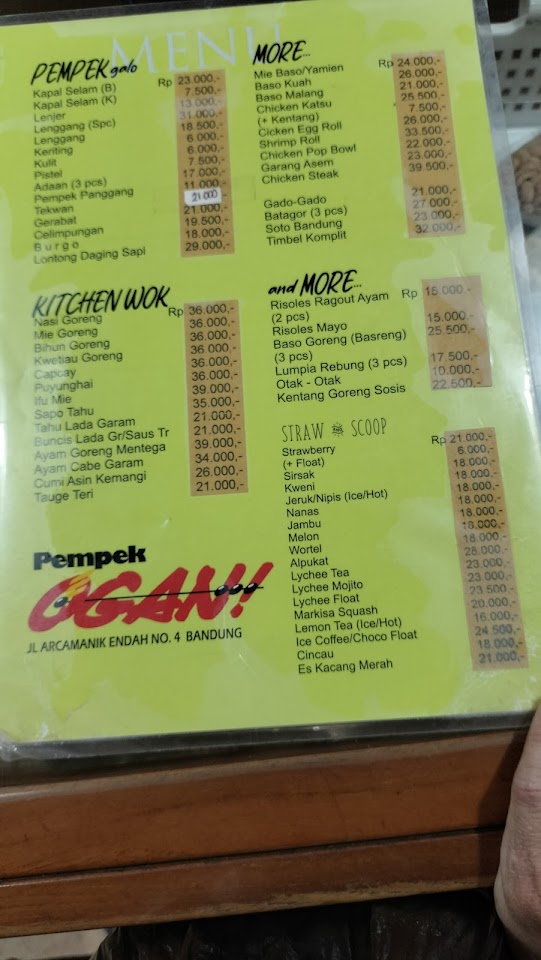 MENU
PEMPEK galo
Kapal Selam (B) Rp 23.000,-
Kapal Selam (K) 7.500,-
Lenjer 13.000,-
Lenggang (Spc) 31.000,-
Lenggang 18.500,-
Keriting 6.000,-
Kulit 6.000,-
Pistel 7.500,-
Adaan (3 pcs) 17.000,-
Pempek Panggang 11.000,-
Tekwan 21.000
Gerabat 21.000,-
Celimpungan 19.500,-
B u r g o 18.000,-
Lontong Daging Sapi 29.000,-
KITCHEN WOK
Nasi Goreng Rp 36.000,-
Mie Goreng 36.000,-
Bihun Goreng 36.000,-
Kwetiau Goreng 36.000,-
Capcay 36.000,-
Puyunghai 36.000,-
Ifu Mie 39.000,-
Sapo Tahu 35.000,-
Tahu Lada Garam 21.000,-
Buncis Lada Gr/Saus Tr 21.000,-
Ayam Goreng Mentega 39.000,-
Ayam Cabe Garam 34.000,-
Cumi Asin Kemangi 26.000,-
Tauge Teri 21.000,-
Pempek
OGAN!
JL ARCAMANIK ENDAH NO. 4 BANDUNG
MORE...
Mie Baso/Yamien Rp 24.000,-
Baso Kuah 26.000,-
Baso Malang 21.000,-
Chicken Katsu 25.500,-
(+ Kentang) 7.500,-
Cicken Egg Roll 26.000,-
Shrimp Roll 33.500,-
Chicken Pop Bowl 22.000,-
Garang Asem 23.000,-
Chicken Steak 39.500,-
Gado-Gado 21.000,-
Batagor (3 pcs) 27.000,-
Soto Bandung 23.000,-
Timbel Komplit 32.000,-
and MORE...
Risoles Ragout Ayam Rp 15.000,-
(2 pcs)
Risoles Mayo 15.000,-
Baso Goreng (Basreng) 25.500,-
(3 pcs)
Lumpia Rebung (3 pcs) 17.500,-
Otak - Otak 10.000,-
Kentang Goreng Sosis 22.500,-
STRAW SCOOP
Strawberry Rp 21.000,-
(+ Float) 6.000,-
Sirsak 18.000,-
Kweni 18.000,-
Jeruk/Nipis (Ice/Hot) 18.000,-
Nanas 18.000,-
Jambu 18.000,-
Melon 18.000,-
Wortel 18.000,-
Alpukat 28.000,-
Lychee Tea 23.000,-
Lychee Mojito 23.000,-
Lychee Float 23.500,-
Markisa Squash 20.000,-
Lemon Tea (Ice/Hot) 16.000,-
Ice Coffee/Choco Float 24.500,-
Cincau 18.000,-
Es Kacang Merah 21.000,-